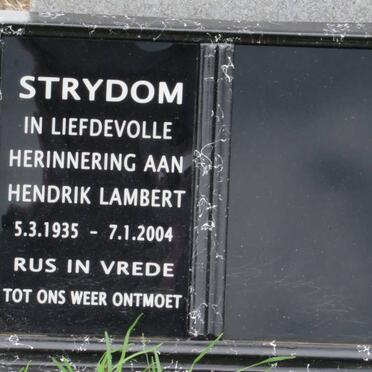 STRYDOM
IN LIEFDEVOLLE
HERINNERING AAN
HENDRIK LAMBERT
5.3.1935 - 7.1.2004
RUS IN VREDE
TOT ONS WEER ONTMOET